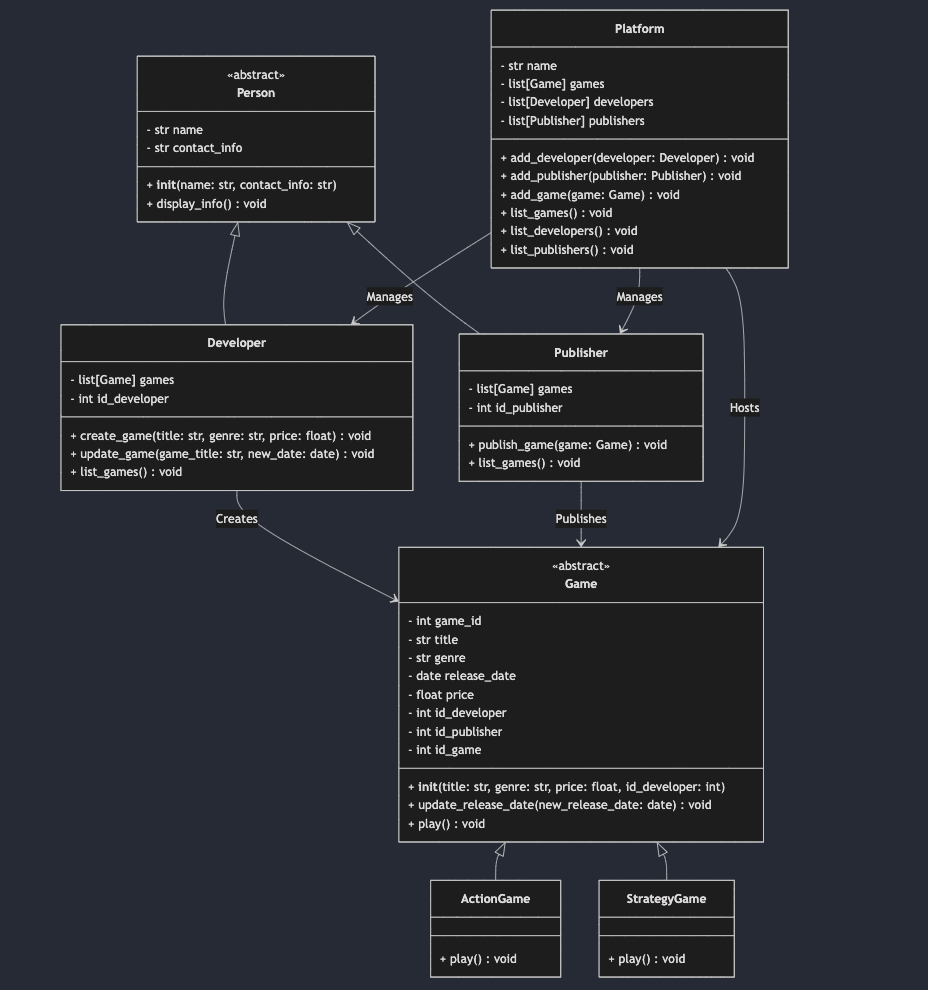 Platform
- str name
- list[Game] games
- list[Developer] developers
- list[Publisher] publishers
+ add_developer(developer: Developer) : void
+ add_publisher(publisher: Publisher) : void
+ add_game(game: Game) : void
+ list_games() : void
+ list_developers() : void
+ list_publishers() : void
«abstract»
Person
- str name
- str contact_info
+ init(name: str, contact_info: str)
+ display_info() : void
Manages
Manages
Developer
- list[Game] games
- int id_developer
+ create_game(title: str, genre: str, price: float) : void
+ update_game(game_title: str, new_date: date) : void
+ list_games() : void
Publisher
- list[Game] games
- int id_publisher
+ publish_game(game: Game) : void
+ list_games() : void
Hosts
Creates
Publishes
«abstract»
Game
- int game_id
- str title
- str genre
- date release_date
- float price
- int id_developer
- int id_publisher
- int id_game
+ init(title: str, genre: str, price: float, id_developer: int)
+ update_release_date(new_release_date: date) : void
+ play() : void
ActionGame
+ play() : void
StrategyGame
+ play() : void